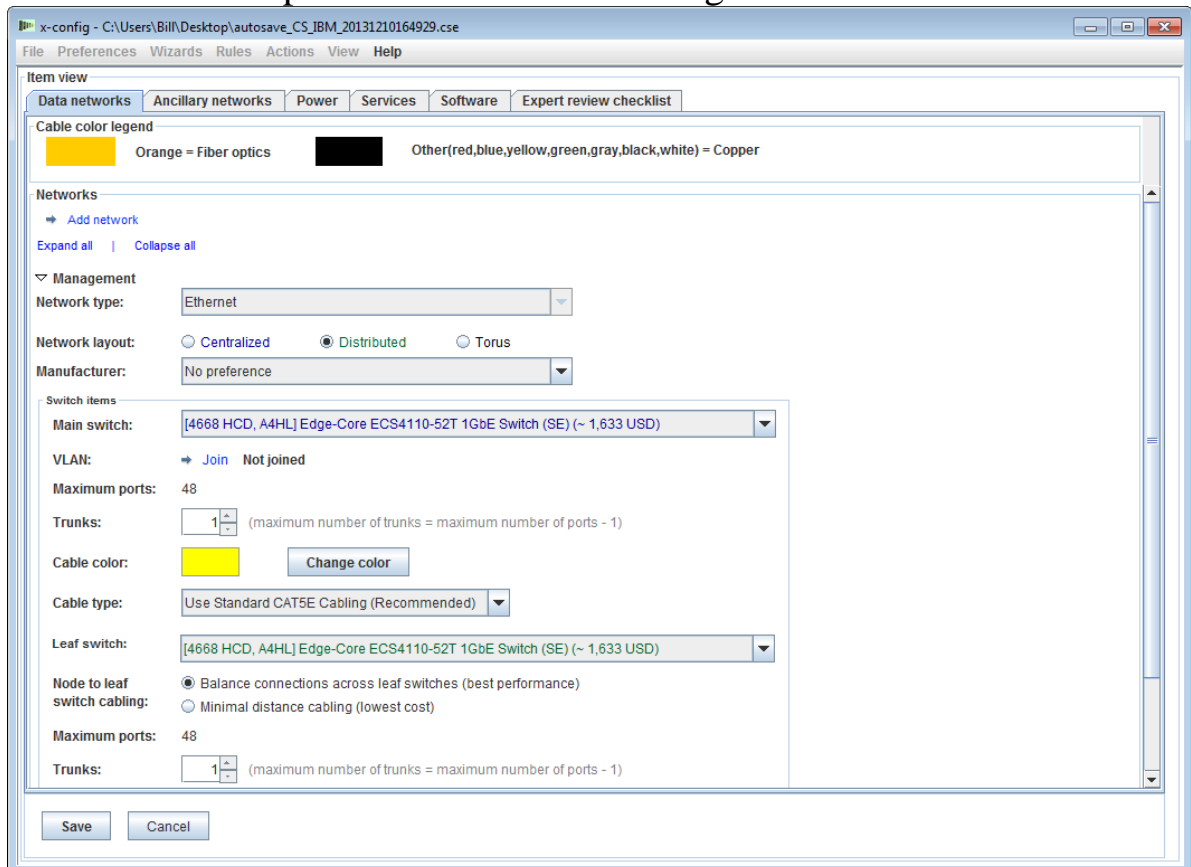 x-config - C:\Users\Bill\Desktop\autosave_CS_IBM_20131210164929.cse
File Preferences Wizards Rules Actions View Help
Item view
Data networks Ancillary networks Power Services Software Expert review checklist
Cable color legend
Orange = Fiber optics Other(red,blue,yellow,green,gray,black,white) = Copper
Networks
Add network
Expand all | Collapse all
Management
Network type: Ethernet
Network layout: Centralized Distributed Torus
Manufacturer: No preference
Switch items
Main switch: [4668 HCD, A4HL] Edge-Core ECS4110-52T 1GbE Switch (SE) (~ 1,633 USD)
VLAN: Join Not joined
Maximum ports: 48
Trunks: 1 (maximum number of trunks = maximum number of ports - 1)
Cable color: Change color
Cable type: Use Standard CAT5E Cabling (Recommended)
Leaf switch: [4668 HCD, A4HL] Edge-Core ECS4110-52T 1GbE Switch (SE) (~ 1,633 USD)
Node to leaf Balance connections across leaf switches (best performance)
switch cabling: Minimal distance cabling (lowest cost)
Maximum ports: 48
Trunks: 1 (maximum number of trunks = maximum number of ports - 1)
Save Cancel